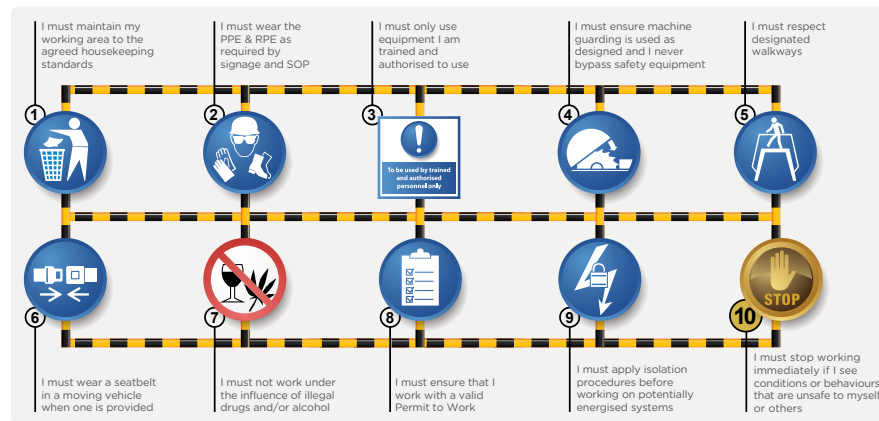 I must maintain my
working area to the
agreed housekeeping
standards
I must wear the
PPE & RPE as
required by
signage and SOP
I must only use
equipment I am
trained and
authorised to use
I must ensure machine
guarding is used as
designed and I never
bypass safety equipment
I must respect
designated
walkways
1
2
3
4
5
To be used by trained
and authorised
personnel only
STOP
6
7
8
9
10
I must wear a seatbelt
in a moving vehicle
when one is provided
I must not work under
the influence of illegal
drugs and/or alcohol
I must ensure that I
work with a valid
Permit to Work
I must apply isolation
procedures before
working on potentially
energised systems
I must stop working
immediately if I see
conditions or behaviours
that are unsafe to myself
or others